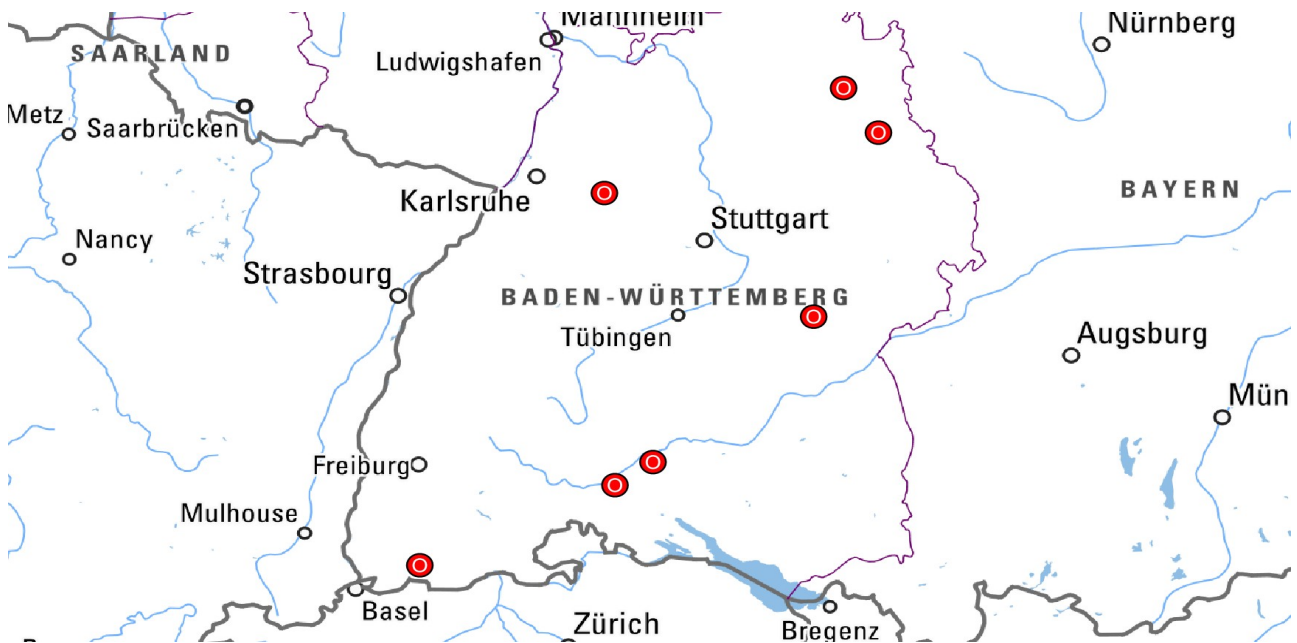 Mannheim
Nürnberg
SAARLAND
Ludwigshafen
O
Metz
Saarbrücken
O
BAYERN
Karlsruhe
O
Stuttgart
Nancy
Strasbourg
BADEN-WÜRTTEMBERG
O
Tübingen
Augsburg
Mün
Freiburg
O
O
Mulhouse
O
Basel
Zürich
Bregenz